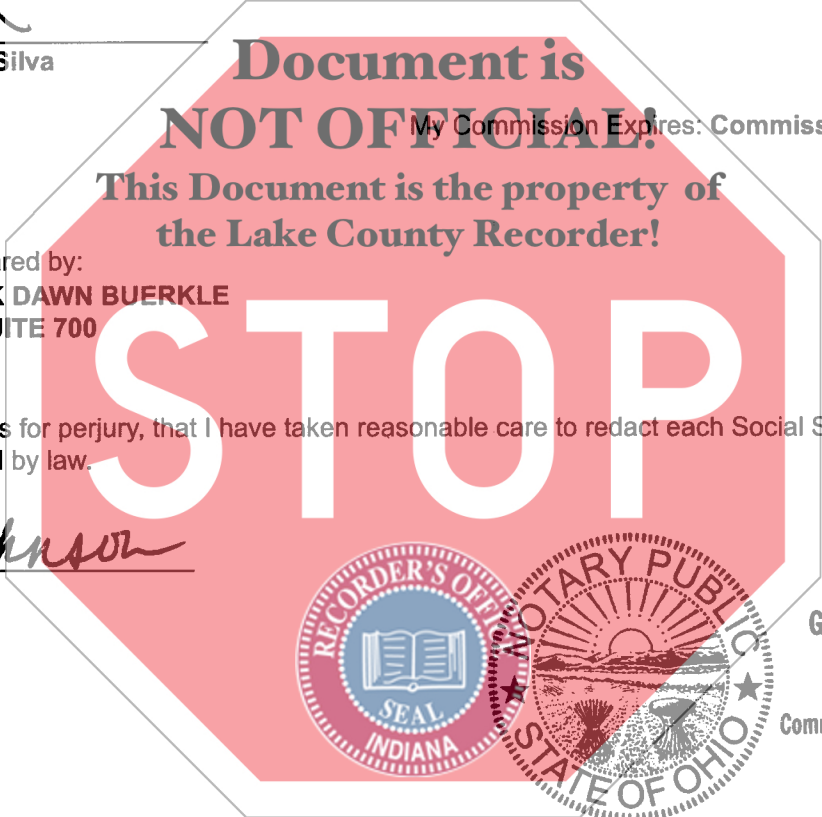 Silva
Document is
NOT OFFICIAL!
My Commission Expires: Commiss
This Document is the property of
the Lake County Recorder!
red by:
K DAWN BUERKLE
UITE 700
STOP
s for perjury, that I have taken reasonable care to redact each Social S
d by law.
hnson
RECORDER'S OFFICE
SEAL
INDIANA
NOTARY PUBLIC
STATE OF OHIO
G
Comm